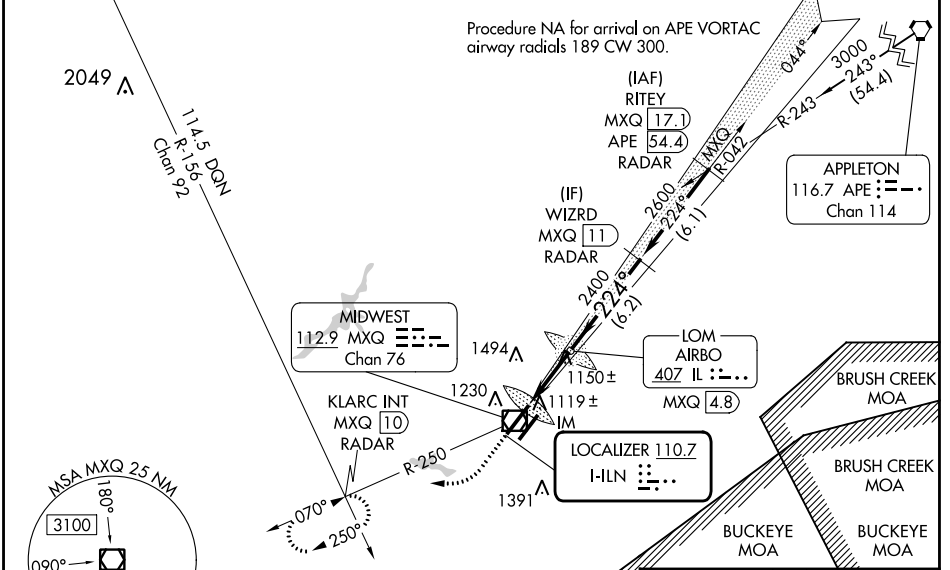 Procedure NA for arrival on APE VORTAC
airway radials 189 CW 300.
2049
114.5 DQN
R-156
Chan 92
(IAF)
RITEY
MXQ 17.1
APE 54.4
RADAR
044°
3000
243°
(54.4)
R-243
MXQ
R-042
APPLETON
116.7 APE
Chan 114
(IF)
WIZRD
MXQ 11
RADAR
2600
224°
(6.1)
2400
224°
(6.2)
MIDWEST
112.9 MXQ
Chan 76
1494
1150 ±
LOM
AIRBO
407 IL
MXQ 4.8
1230
1119 ±
IM
KLARC INT
MXQ 10
RADAR
R-250
LOCALIZER 110.7
I-ILN
1391
070°
250°
BRUSH CREEK
MOA
BRUSH CREEK
MOA
BUCKEYE
MOA
BUCKEYE
MOA
MSA MXQ 25 NM
180°
3100
090°